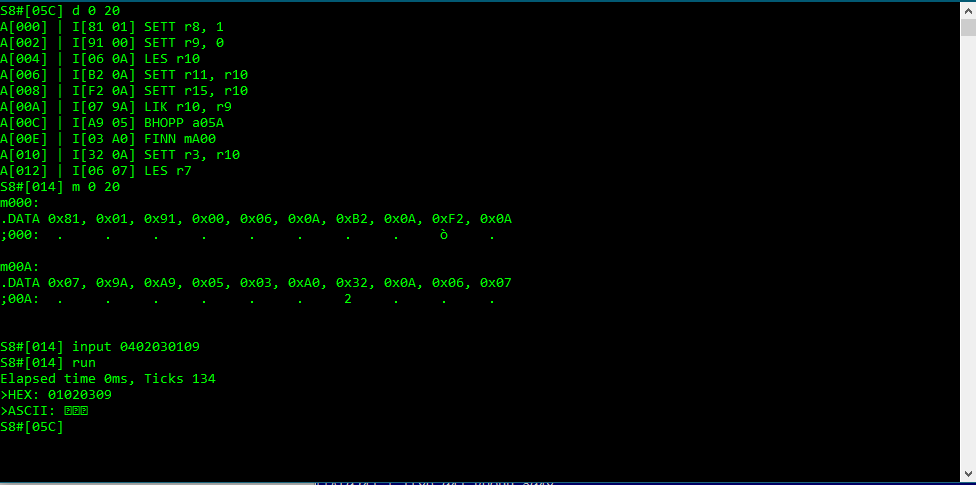 S8#[05C] d 0 20
A[000] | I[81 01] SETT r8, 1
A[002] | I[91 00] SETT r9, 0
A[004] | I[06 0A] LES r10
A[006] | I[B2 0A] SETT r11, r10
A[008] | I[F2 0A] SETT r15, r10
A[00A] | I[07 9A] LIK r10, r9
A[00C] | I[A9 05] BHOPP a05A
A[00E] | I[03 A0] FINN mA00
A[010] | I[32 0A] SETT r3, r10
A[012] | I[06 07] LES r7
S8#[014] m 0 20
m000:
.DATA 0x81, 0x01, 0x91, 0x00, 0x06, 0x0A, 0xB2, 0x0A, 0xF2, 0x0A
;000:  .     .     .     .     .     .     .     .     ò     .
m00A:
.DATA 0x07, 0x9A, 0xA9, 0x05, 0x03, 0xA0, 0x32, 0x0A, 0x06, 0x07
;00A:  .     .     .     .     .     .     2     .     .     .
S8#[014] input 0402030109
S8#[014] run
Elapsed time 0ms, Ticks 134
>HEX: 01020309
>ASCII:
S8#[05C]